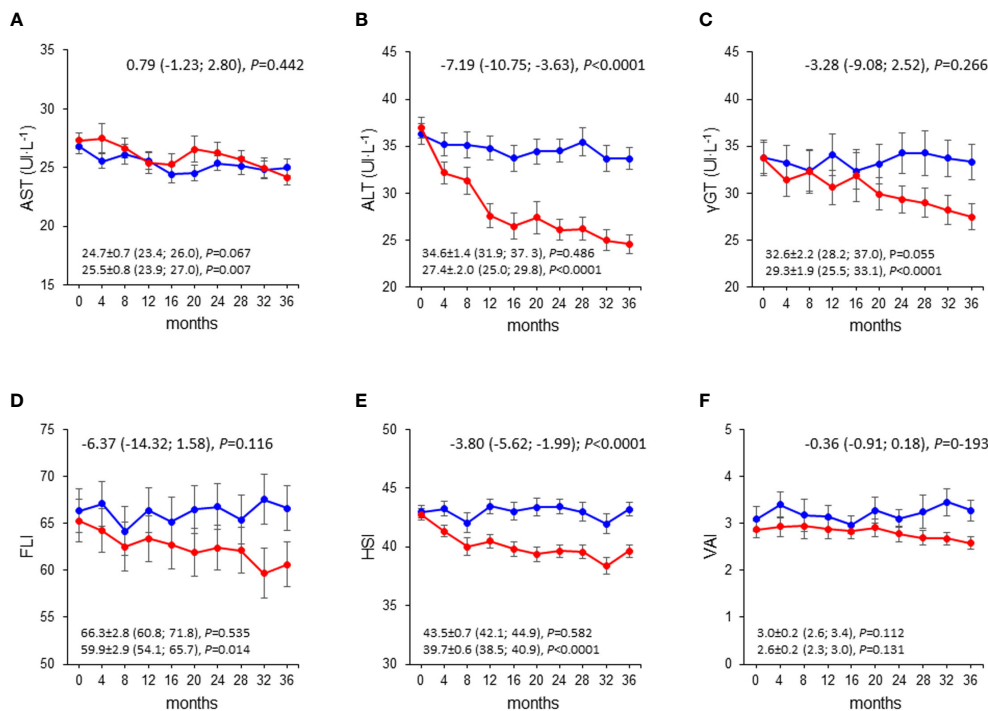 A
0.79 (-1.23; 2.80), P=0.442
AST (UI·L-1)
35
30
25
20
15
24.7±0.7 (23.4; 26.0), P=0.067
25.5±0.8 (23.9; 27.0), P=0.007
0 4 8 12 16 20 24 28 32 36
months
B
-7.19 (-10.75; -3.63), P<0.0001
ALT (UI·L-1)
45
40
35
30
25
20
34.6±1.4 (31.9; 37. 3), P=0.486
27.4±.2.0 (25.0; 29.8), P<0.0001
0 4 8 12 16 20 24 28 32 36
months
C
-3.28 (-9.08; 2.52), P=0.266
γGT (UI·L-1)
45
40
35
30
25
20
32.6±2.2 (28.2; 37.0), P=0.055
29.3±1.9 (25.5; 33.1), P<0.0001
0 4 8 12 16 20 24 28 32 36
months
D
-6.37 (-14.32; 1.58), P=0.116
FLI
75
70
65
60
55
50
66.3±2.8 (60.8; 71.8), P=0.535
59.9±2.9 (54.1; 65.7), P=0.014
0 4 8 12 16 20 24 28 32 36
months
E
-3.80 (-5.62; -1.99); P<0.0001
HSI
50
45
40
35
30
43.5±0.7 (42.1; 44.9), P=0.582
39.7±0.6 (38.5; 40.9), P<0.0001
0 4 8 12 16 20 24 28 32 36
months
F
-0.36 (-0.91; 0.18), P=0-193
VAI
5
4
3
2
1
0
3.0±0.2 (2.6; 3.4), P=0.112
2.6±0.2 (2.3; 3.0), P=0.131
0 4 8 12 16 20 24 28 32 36
months